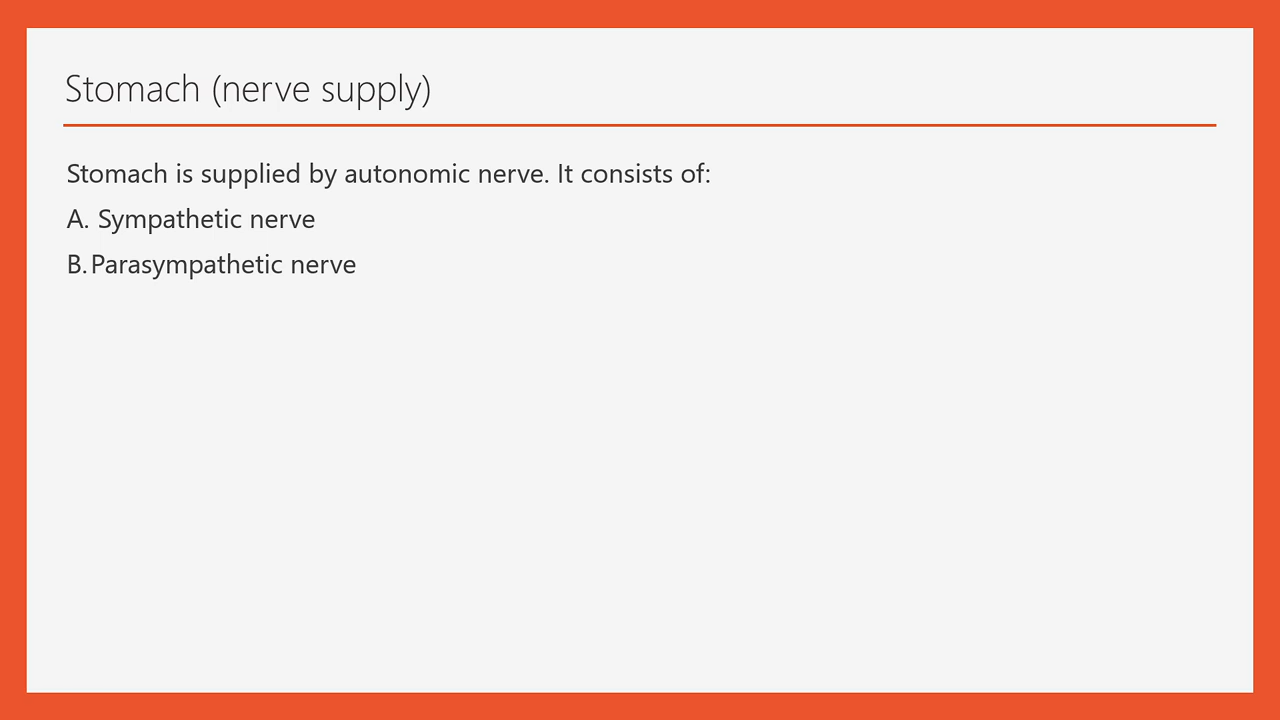 Stomach (nerve supply)
Stomach is supplied by autonomic nerve. It consists of:
A. Sympathetic nerve
B. Parasympathetic nerve